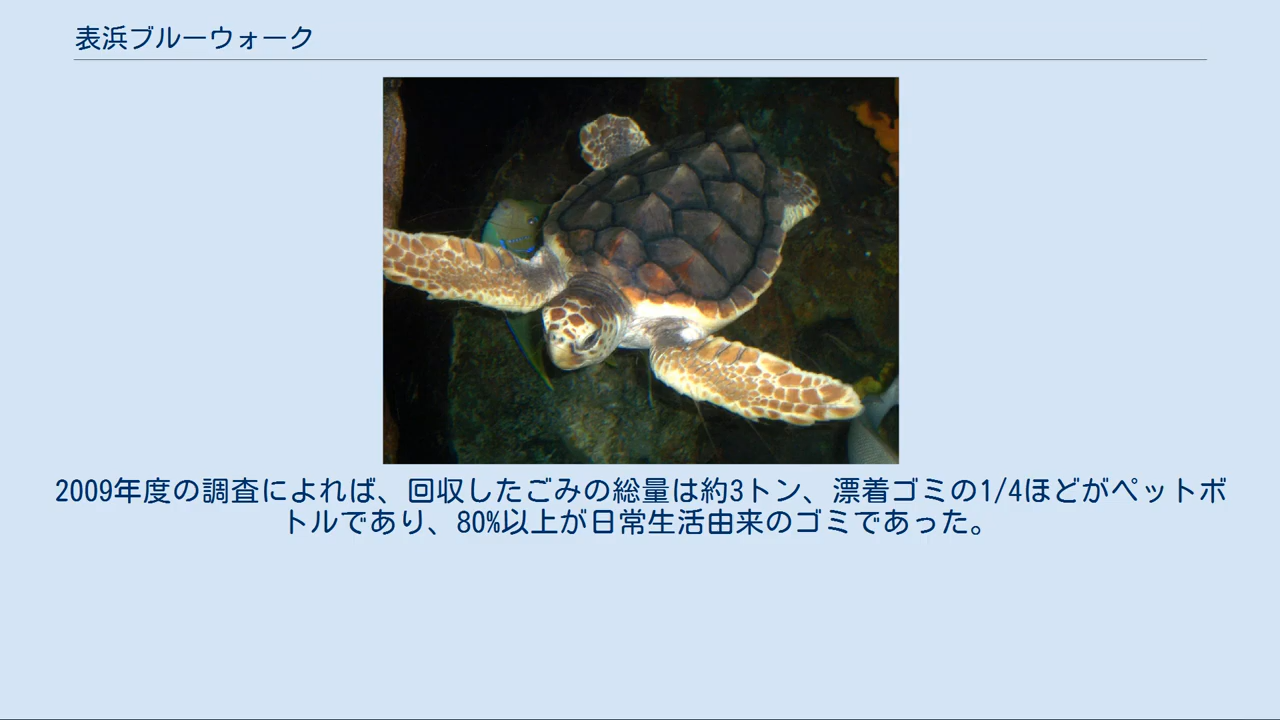 表浜ブルーウォーク
2009年度の調査によれば、回収したごみの総量は約3トン、漂着ゴミの1/4ほどがペットボ
トルであり、80%以上が日常生活由来のゴミであった。